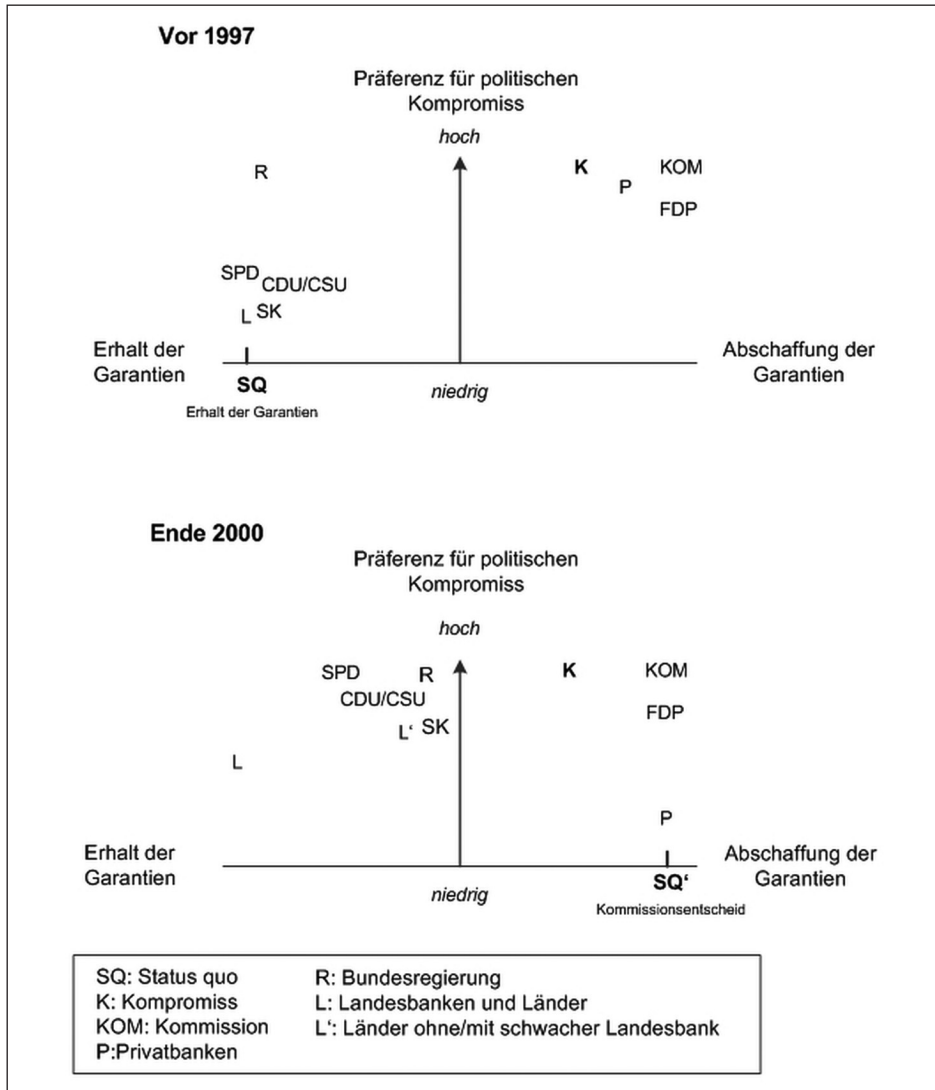 Vor 1997
Präferenz für politischen
Kompromiss
hoch
R
K
KOM
P
FDP
SPD
CDU/CSU
L
SK
Erhalt der
Garantien
Abschaffung der
Garantien
SQ
niedrig
Erhalt der Garantien
Ende 2000
Präferenz für politischen
Kompromiss
hoch
SPD
R
K
KOM
CDU/CSU
FDP
L‘
SK
L
P
Erhalt der
Garantien
Abschaffung der
Garantien
niedrig
SQ‘
Kommissionsentscheid
SQ: Status quo
K: Kompromiss
KOM: Kommission
P:Privatbanken
R: Bundesregierung
L: Landesbanken und Länder
L‘: Länder ohne/mit schwacher Landesbank